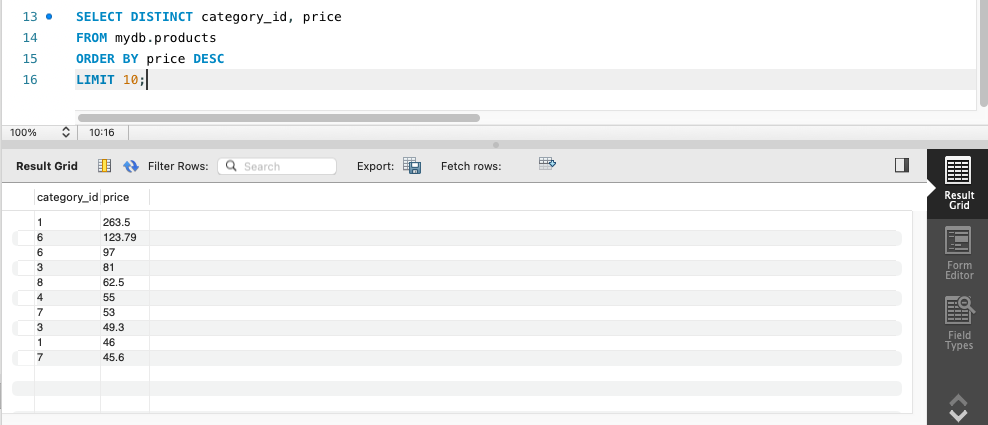 13 SELECT DISTINCT category_id, price
14 FROM mydb.products
15 ORDER BY price DESC
16 LIMIT 10;
100% 10:16
Result Grid Filter Rows: Search Export: Fetch rows:
category_id price
1 263.5
6 123.79
6 97
3 81
8 62.5
4 55
7 53
3 49.3
1 46
7 45.6
Result
Grid
Form
Editor
Field
Types